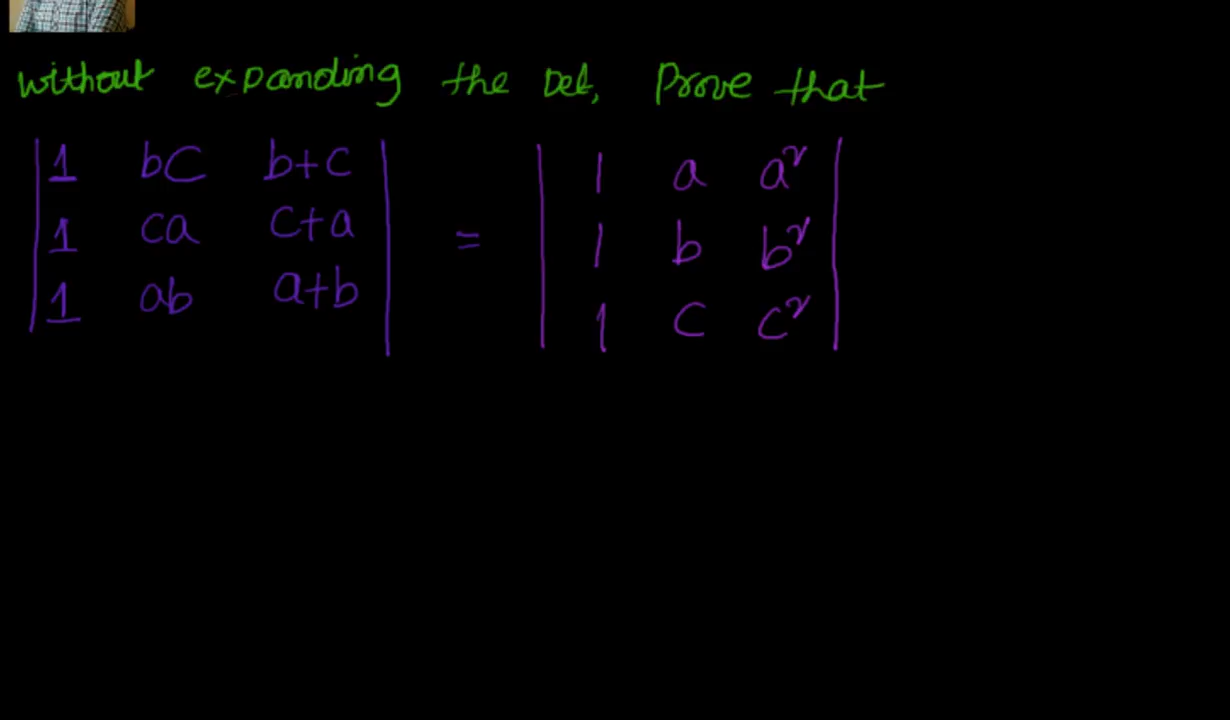 without expanding the Det, Prove that
|1 bC b+C| = |1 a a²|
|1 ca C+a| |1 b b²|
|1 ab a+b| |1 C C²|